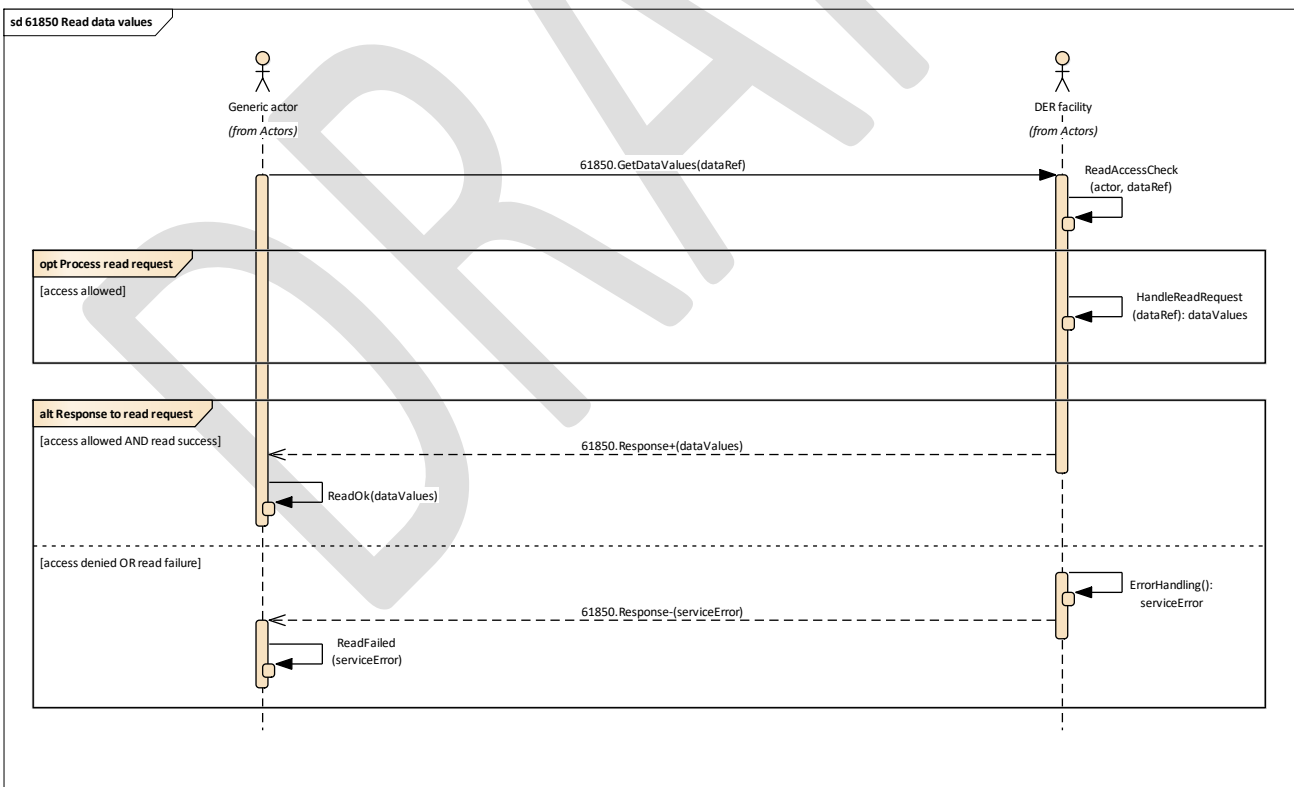 sd 61850 Read data values
Generic actor
(from Actors)
DER facility
(from Actors)
61850.GetDataValues(dataRef)
ReadAccessCheck
(actor, dataRef)
opt Process read request
[access allowed]
HandleReadRequest
(dataRef): dataValues
alt Response to read request
[access allowed AND read success]
61850.Response+(dataValues)
ReadOk(dataValues)
[access denied OR read failure]
ErrorHandling():
serviceError
61850.Response-(serviceError)
ReadFailed
(serviceError)
DRA